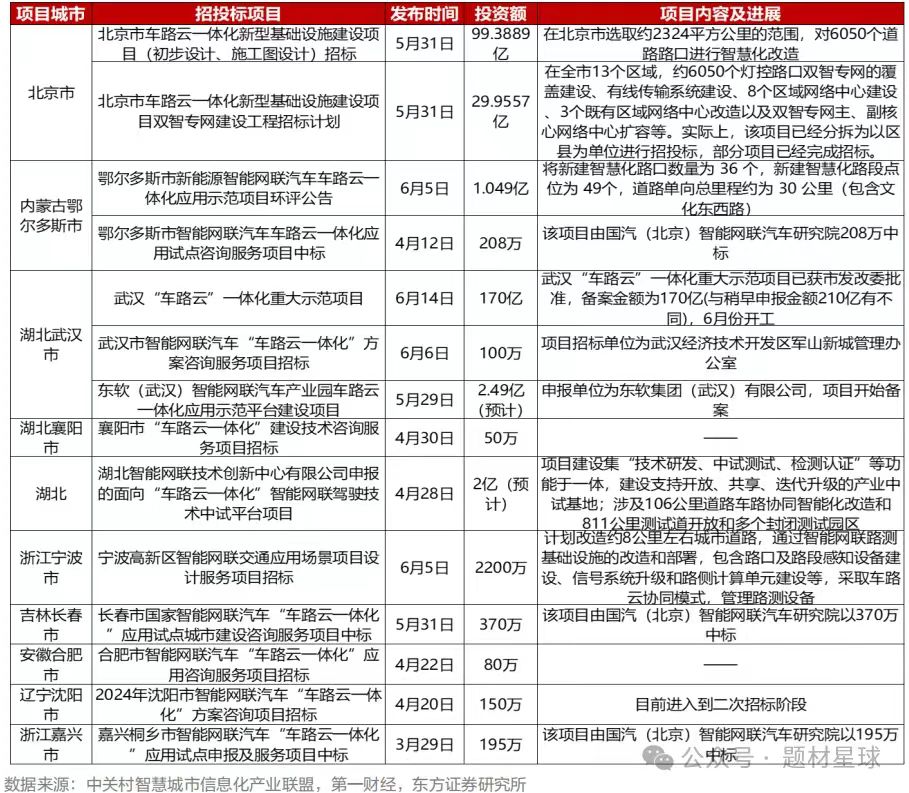 项目城市 招投标项目 发布时间 投资额 项目内容及进展
北京市
北京市车路云一体化新型基础设施建设项
目（初步设计、施工图设计）招标
5月31日
99.3889
亿
在北京市选取约2324平方公里的范围，对6050个道
路路口进行智慧化改造
北京市车路云一体化新型基础设施建设项
目双智专网建设工程招标计划
5月31日
29.9557
亿
在全市13个区域，约6050个灯控路口双智专网的覆
盖建设、有线传输系统建设、8个区域网络中心建设
、3个既有区域网络中心改造以及双智专网主、副核
心网络中心扩容等。实际上，该项目已经分拆为以区
县为单位进行招投标，部分项目已经完成招标。
内蒙古鄂
尔多斯市
鄂尔多斯市新能源智能网联汽车车路云一
体化应用示范项目环评公告
6月5日
1.049亿
将新建智慧化路口数量为 36 个，新建智慧化路段点
位为 49个，道路单向总里程约为 30 公里（包含文
化东西路）
鄂尔多斯市智能网联汽车车路云一体化应
用试点咨询服务项目中标
4月12日
208万
该项目由国汽（北京）智能网联汽车研究院208万中
标
湖北武汉
市
武汉“车路云”一体化重大示范项目
6月14日
170亿
武汉“车路云”一体化重大示范项目已获市发改委批
准，备案金额为170亿(与稍早申报金额210亿有不
同)，6月份开工
武汉市智能网联汽车“车路云一体化”方
案咨询服务项目招标
6月6日
100万
项目招标单位为武汉经济技术开发区军山新城管理办
公室
东软（武汉）智能网联汽车产业园车路云
一体化应用示范平台建设项目
5月29日
2.49亿
(预计)
申报单位为东软集团（武汉）有限公司，项目开始备
案
湖北襄阳
市
襄阳市“车路云一体化”建设技术咨询服
务项目招标
4月30日
50万
——
湖北
湖北智能网联技术创新中心有限公司申报
的面向“车路云一体化”智能网联驾驶技
术中试平台项目
4月28日
2亿（预
计）
项目建设集“技术研发、中试测试、检测认证”等功
能于一体，建设支持开放、共享、迭代升级的产业中
试基地；涉及106公里道路车路协同智能化改造和
811公里测试道开放和多个封闭测试园区
浙江宁波
市
宁波高新区智能网联交通应用场景项目设
计服务项目招标
6月5日
2200万
计划改造约8公里左右城市道路，通过智能网联路测
基础设施的改造和部署，包含路口及路段感知设备建
设、信号系统升级和路侧计算单元建设等，采取车路
云协同模式，管理路测设备
吉林长春
市
长春市国家智能网联汽车“车路云一体化
”应用试点城市建设咨询服务项目中标
5月31日
370万
该项目由国汽（北京）智能网联汽车研究院以370万
中标
安徽合肥
市
合肥市智能网联汽车“车路云一体化”应
用咨询服务项目招标
4月22日
80万
——
辽宁沈阳
市
2024年沈阳市智能网联汽车“车路云一体
化”方案咨询项目招标
4月20日
150万
目前进入到二次招标阶段
浙江嘉兴
市
嘉兴桐乡市智能网联汽车“车路云一体化
”应用试点申报及服务项目中标
3月29日
195万
该项目由国汽（北京）智能网联汽车研究院以195万
中标
公众号·题材星球
数据来源：中关村智慧城市信息化产业联盟，第一财经，东方证券研究所